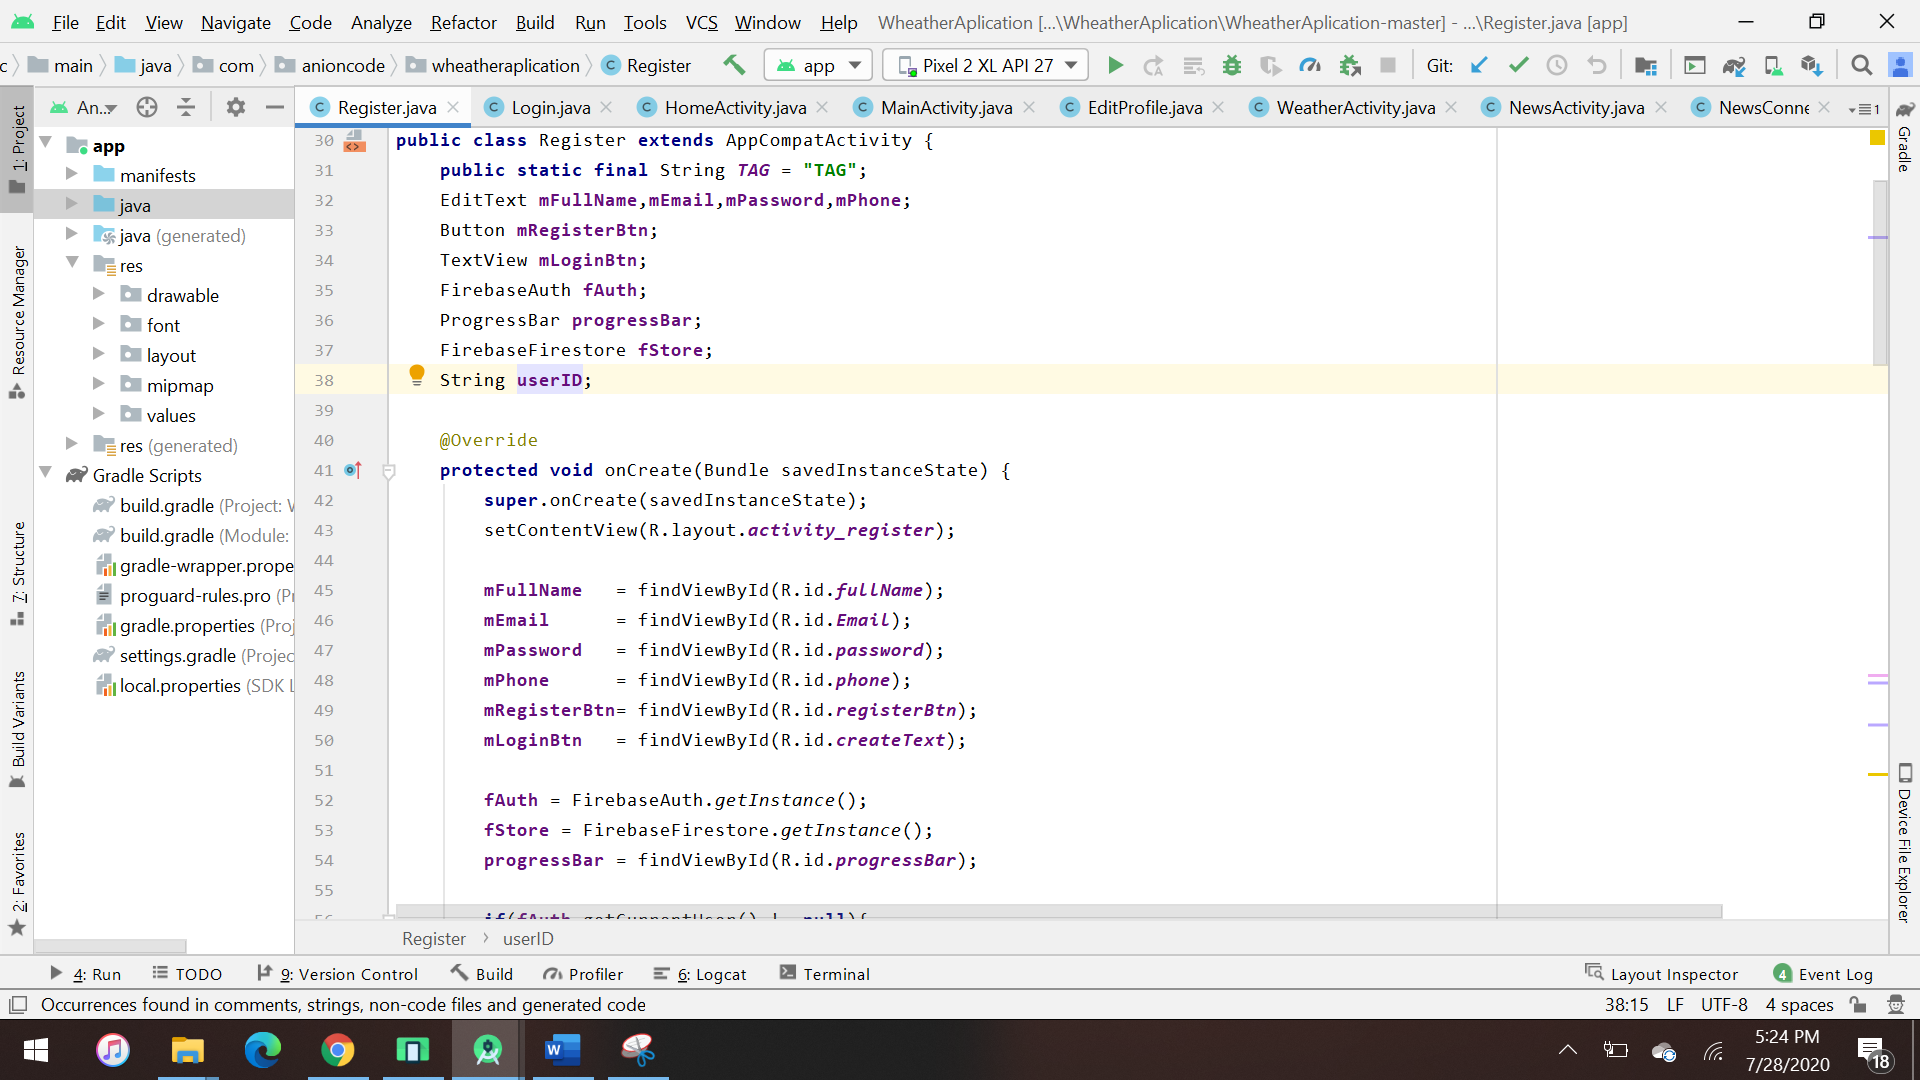 File Edit View Navigate Code Analyze Refactor Build Run Tools VCS Window Help WheatherAplication [...\WheatherAplication\WheatherAplication-master] - ...\Register.java [app]
c main java com anioncode wheatheraplication Register app Pixel 2 XL API 27 Git:
An... Register.java Login.java HomeActivity.java MainActivity.java EditProfile.java WeatherActivity.java NewsActivity.java NewsConne 1
1: Project
Resource Manager
7: Structure
Build Variants
2: Favorites
app
manifests
java
java (generated)
res
drawable
font
layout
mipmap
values
res (generated)
Gradle Scripts
build.gradle (Project: W
build.gradle (Module:
gradle-wrapper.prope
proguard-rules.pro (Pr
gradle.properties (Proj
settings.gradle (Projec
local.properties (SDK L
30 public class Register extends AppCompatActivity {
31 public static final String TAG = "TAG";
32 EditText mFullName,mEmail,mPassword,mPhone;
33 Button mRegisterBtn;
34 TextView mLoginBtn;
35 FirebaseAuth fAuth;
36 ProgressBar progressBar;
37 FirebaseFirestore fStore;
38 String userID;
39
40 @Override
41 protected void onCreate(Bundle savedInstanceState) {
42 super.onCreate(savedInstanceState);
43 setContentView(R.layout.activity_register);
44
45 mFullName = findViewById(R.id.fullName);
46 mEmail = findViewById(R.id.Email);
47 mPassword = findViewById(R.id.password);
48 mPhone = findViewById(R.id.phone);
49 mRegisterBtn= findViewById(R.id.registerBtn);
50 mLoginBtn = findViewById(R.id.createText);
51
52 fAuth = FirebaseAuth.getInstance();
53 fStore = FirebaseFirestore.getInstance();
54 progressBar = findViewById(R.id.progressBar);
55
Gradle
Device File Explorer
Register userID
4: Run TODO 9: Version Control Build Profiler 6: Logcat Terminal Layout Inspector 4 Event Log
Occurrences found in comments, strings, non-code files and generated code 38:15 LF UTF-8 4 spaces
W
5:24 PM
7/28/2020
18